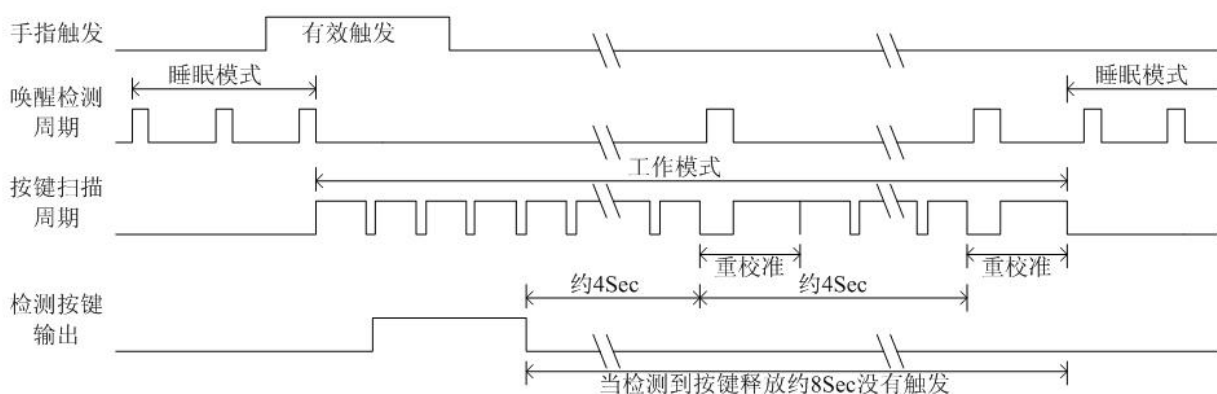 手指触发
有效触发
睡眠模式
睡眠模式
唤醒检测
周期
工作模式
按键扫描
周期
重校准
重校准
约4Sec
约4Sec
检测按键
输出
当检测到按键释放约8Sec没有触发